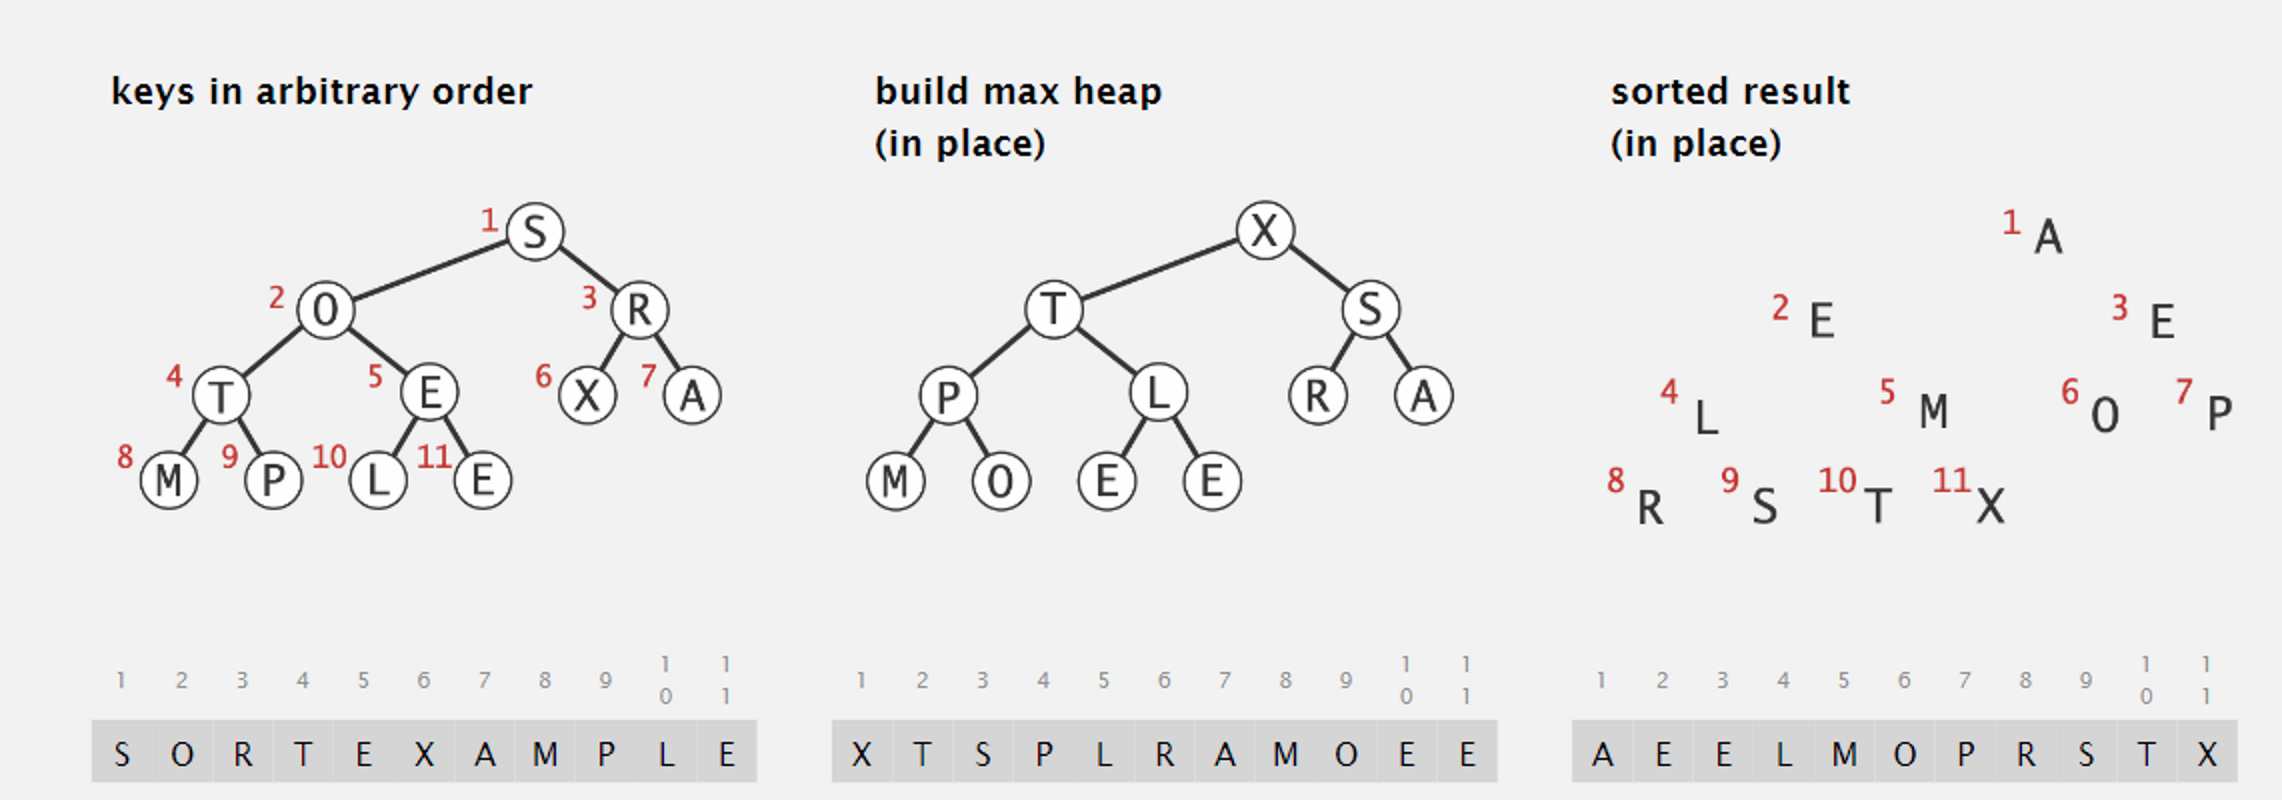 keys in arbitrary order
build max heap
(in place)
sorted result
(in place)
1 S
2 O 3 R
4 T 5 E 6 X 7 A
8 M 9 P 10 L 11 E
X
T S
P L R A
M O E E
1 A
2 E 3 E
4 L 5 M 6 O 7 P
8 R 9 S 10 T 11 X
1 2 3 4 5 6 7 8 9 10 11
S O R T E X A M P L E
1 2 3 4 5 6 7 8 9 10 11
X T S P L R A M O E E
1 2 3 4 5 6 7 8 9 10 11
A E E L M O P R S T X